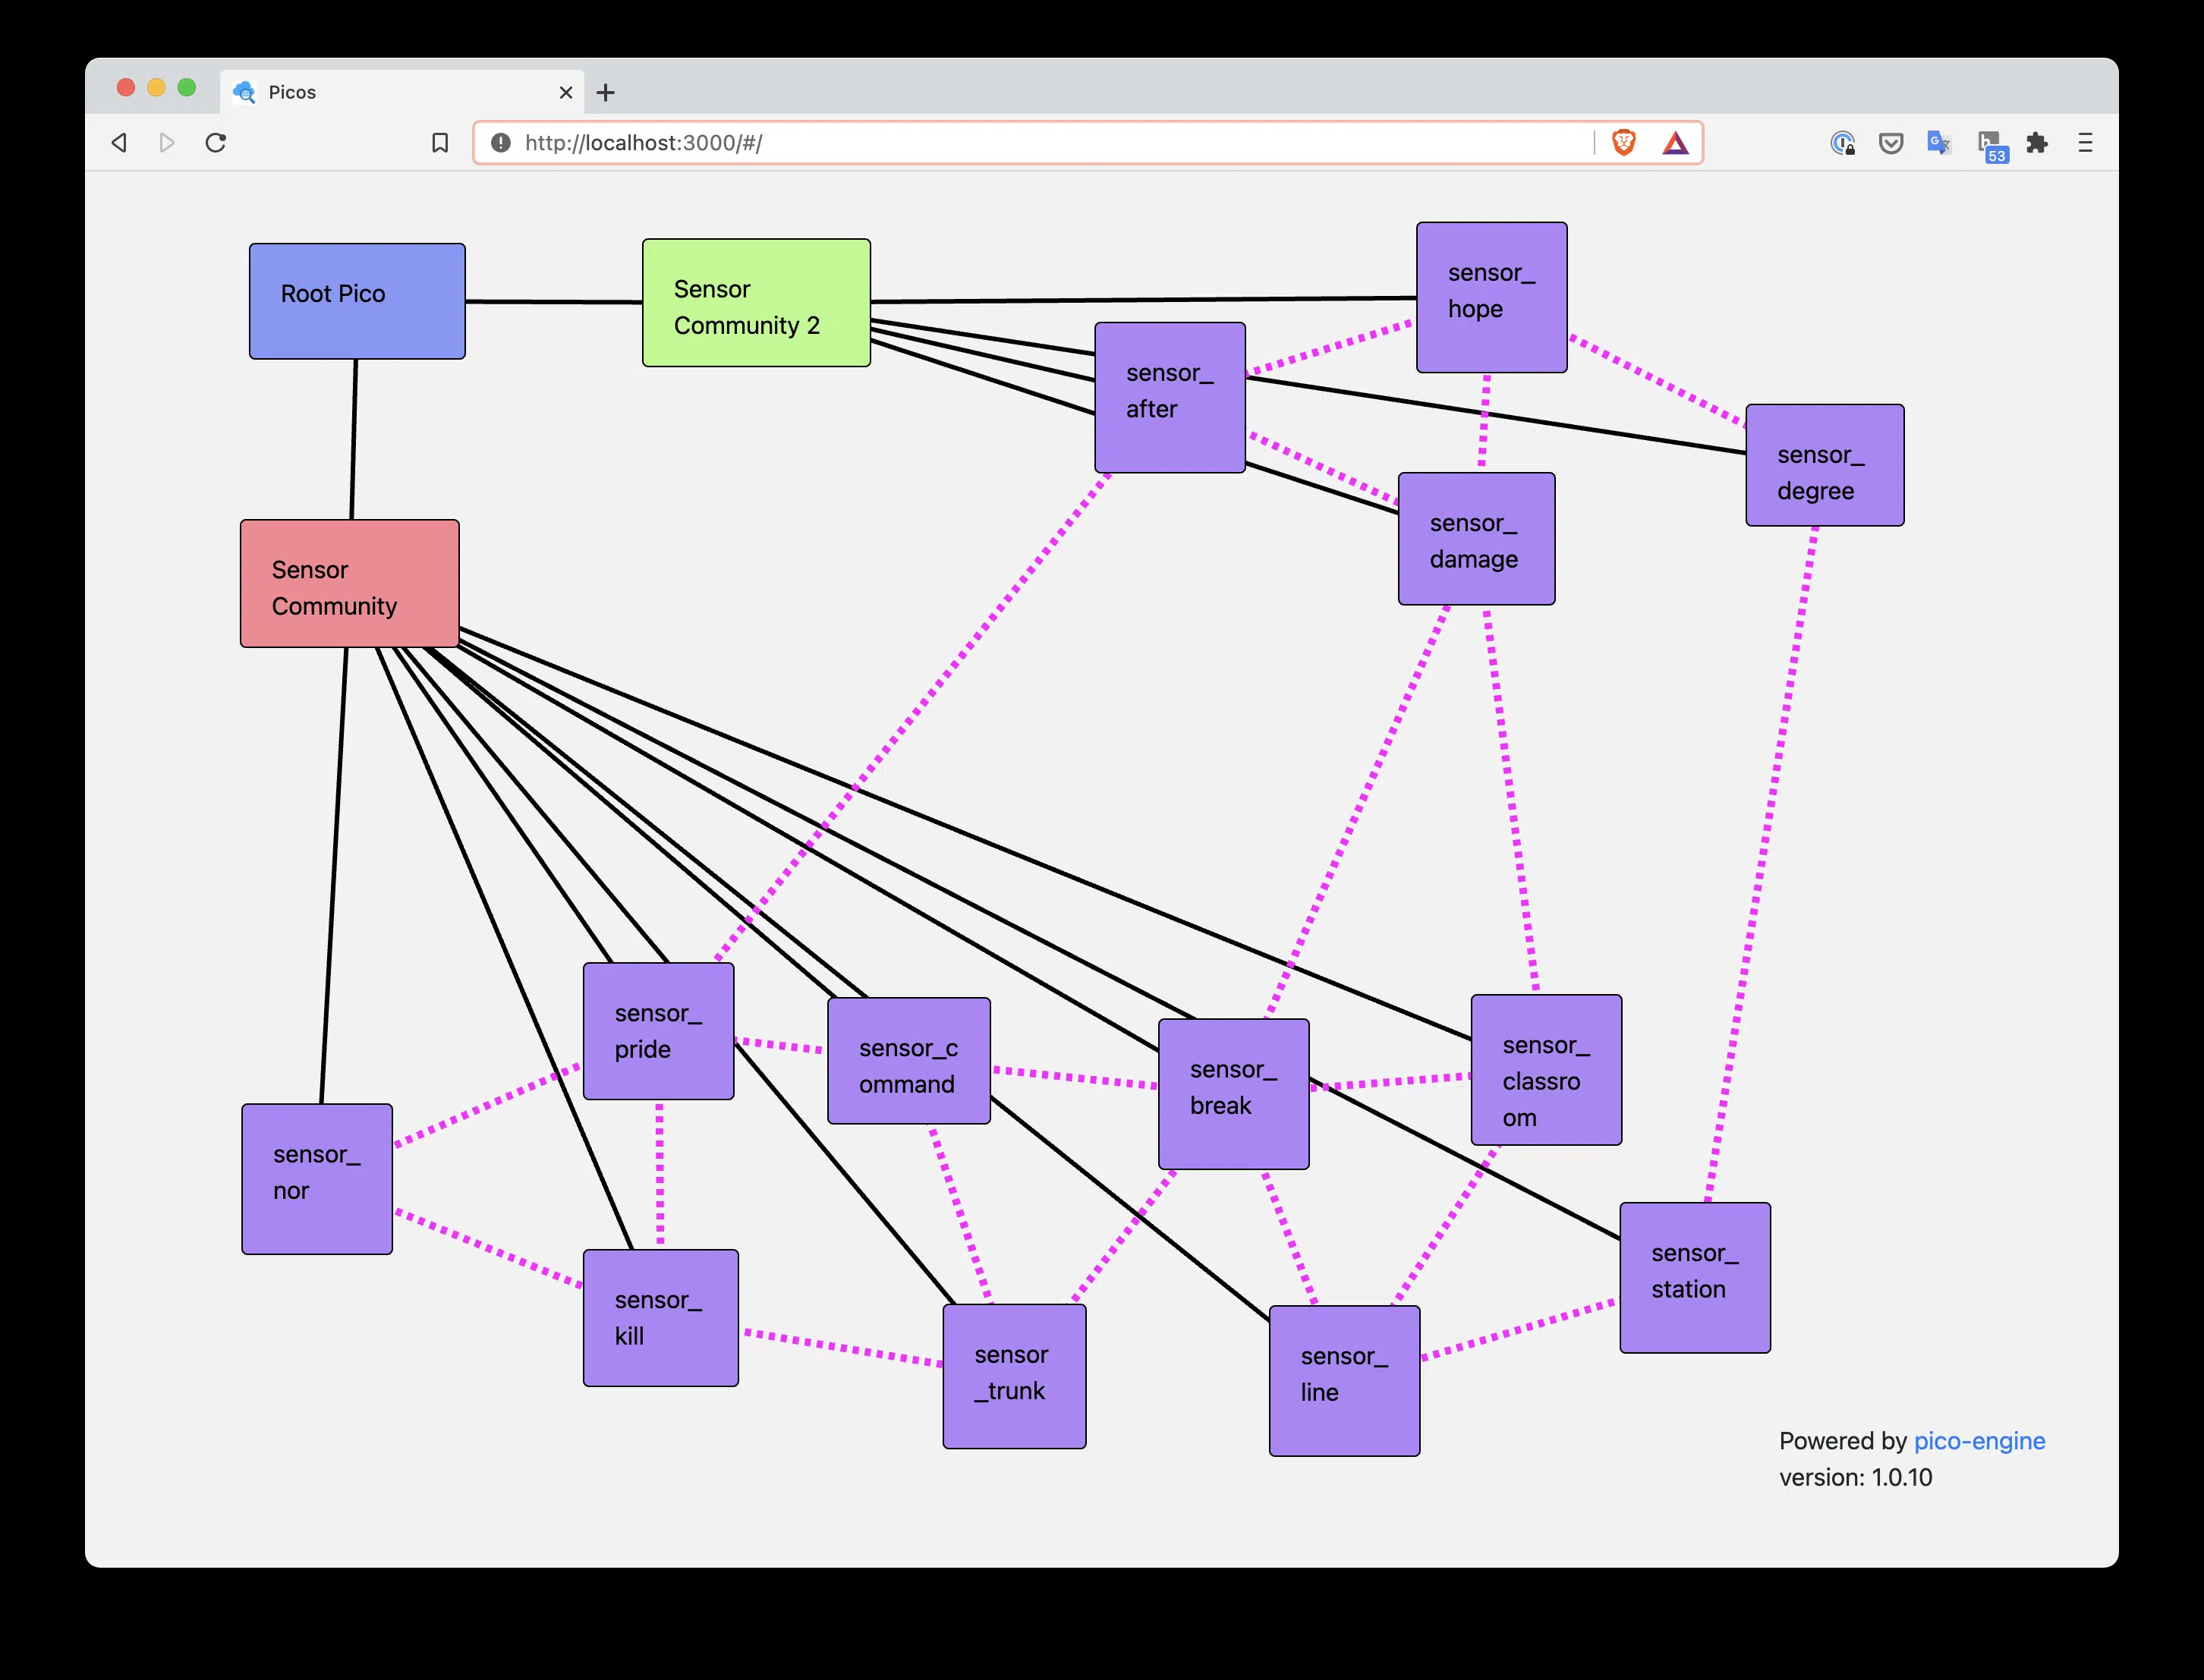 Picos
http://localhost:3000/#/
53
Root Pico
Sensor
Community 2
sensor_
hope
sensor_
after
sensor_
degree
sensor_
damage
Sensor
Community
sensor_
pride
sensor_c
ommand
sensor_
break
sensor_
classro
om
sensor_
nor
sensor_
kill
sensor
_trunk
sensor_
line
sensor_
station
Powered by pico-engine
version: 1.0.10